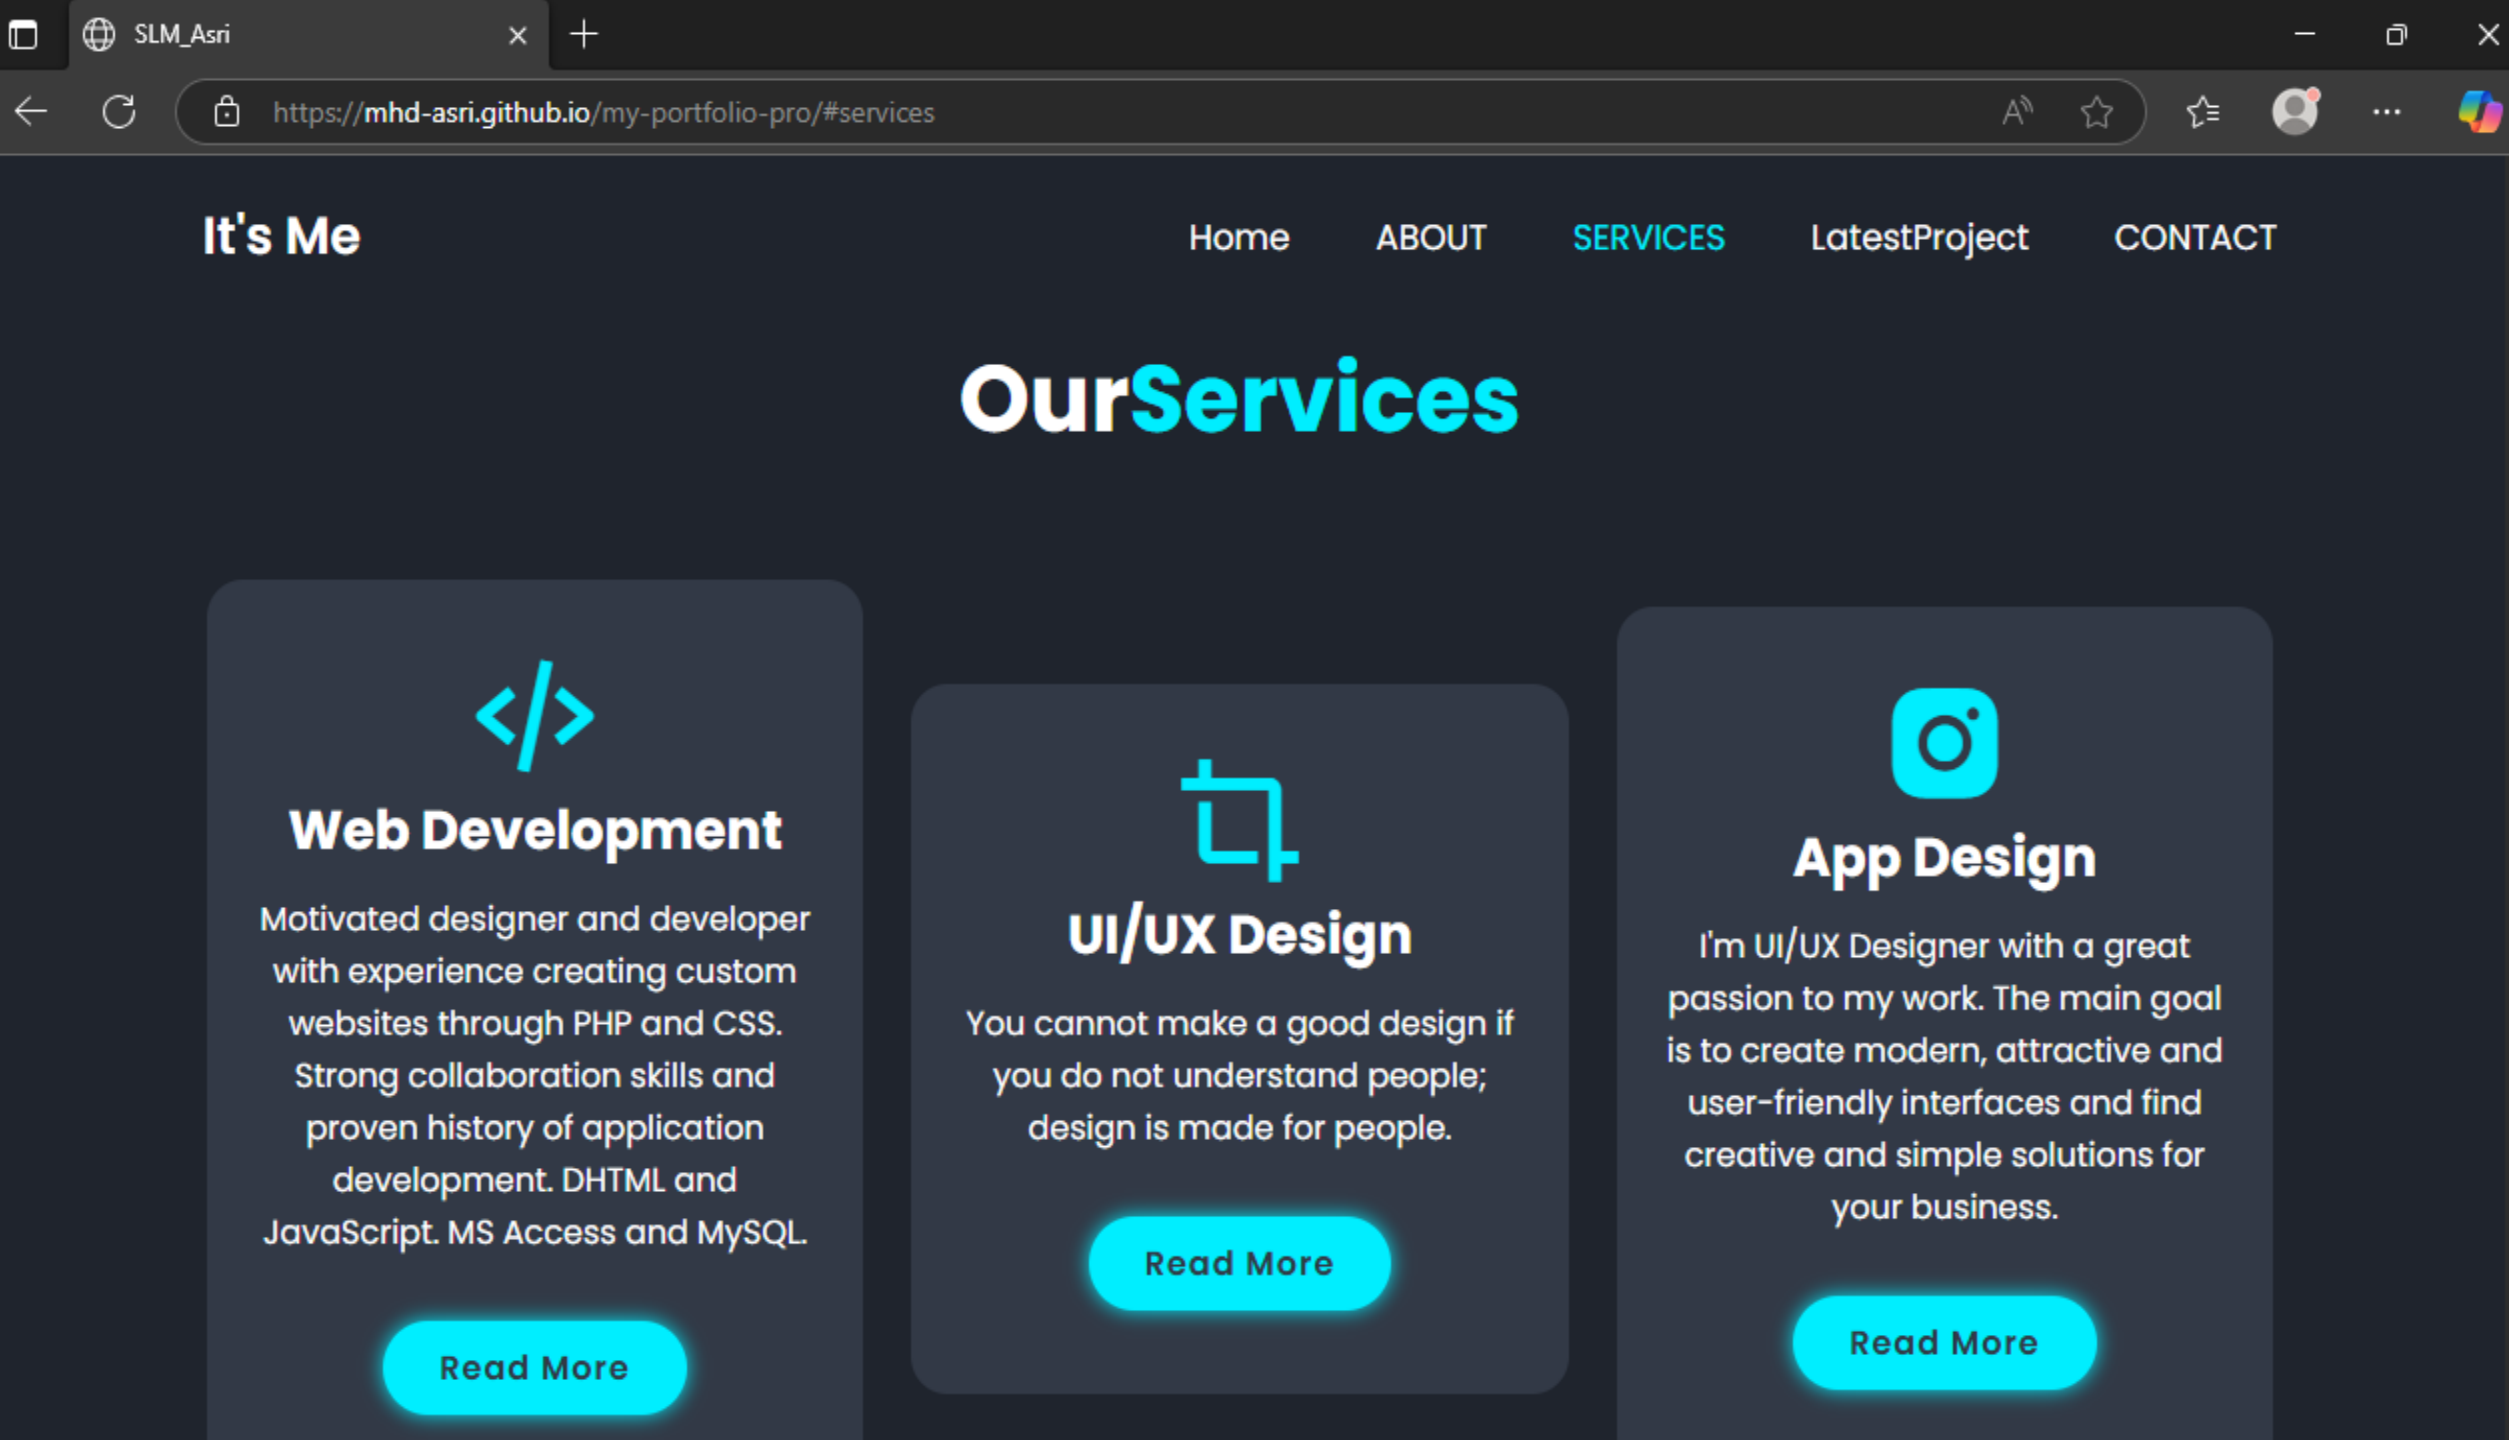 SLM_Asri
https://mhd-asri.github.io/my-portfolio-pro/#services
It's Me
Home
ABOUT
SERVICES
LatestProject
CONTACT
OurServices
Web Development
Motivated designer and developer
with experience creating custom
websites through PHP and CSS.
Strong collaboration skills and
proven history of application
development. DHTML and
JavaScript. MS Access and MySQL.
Read More
UI/UX Design
You cannot make a good design if
you do not understand people;
design is made for people.
Read More
App Design
I'm UI/UX Designer with a great
passion to my work. The main goal
is to create modern, attractive and
user-friendly interfaces and find
creative and simple solutions for
your business.
Read More